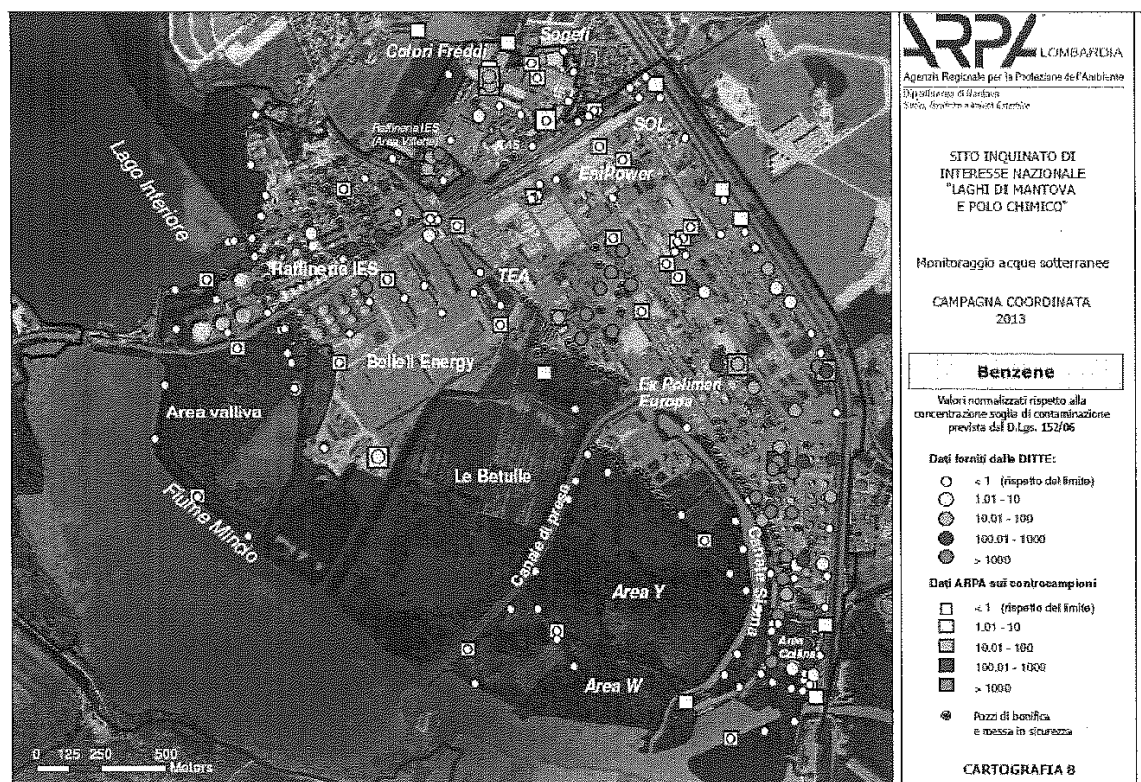 Colori Freddi
Sogefi
Raffineria IES
(Area Villette)
SOL
EniPower
Lago Inferiore
Raffineria IES
TEA
Belleli Energy
Ex Polimeri
Europa
Area valliva
Le Betulle
Fiume Mincio
Canale di presa
Canale Sisma
Area Y
Area
Collina
Area W
0 125 250 500
Meters
ARPA LOMBARDIA
Agenzia Regionale per la Protezione dell'Ambiente
Dipartimento di Mantova
SITO INQUINATO DI
INTERESSE NAZIONALE
"LAGHI DI MANTOVA
E POLO CHIMICO"
Monitoraggio acque sotterranee
CAMPAGNA COORDINATA
2013
Benzene
Valori normalizzati rispetto alla
concentrazione soglia di contaminazione
prevista dal D.Lgs. 152/06
Dati forniti dalle DITTE:
< 1 (rispetto del limite)
1.01 - 10
10.01 - 100
100.01 - 1000
> 1000
Dati ARPA sui controcampioni
< 1 (rispetto del limite)
1.01 - 10
10.01 - 100
100.01 - 1000
> 1000
Pozzi di bonifica
e messa in sicurezza
CARTOGRAFIA 8